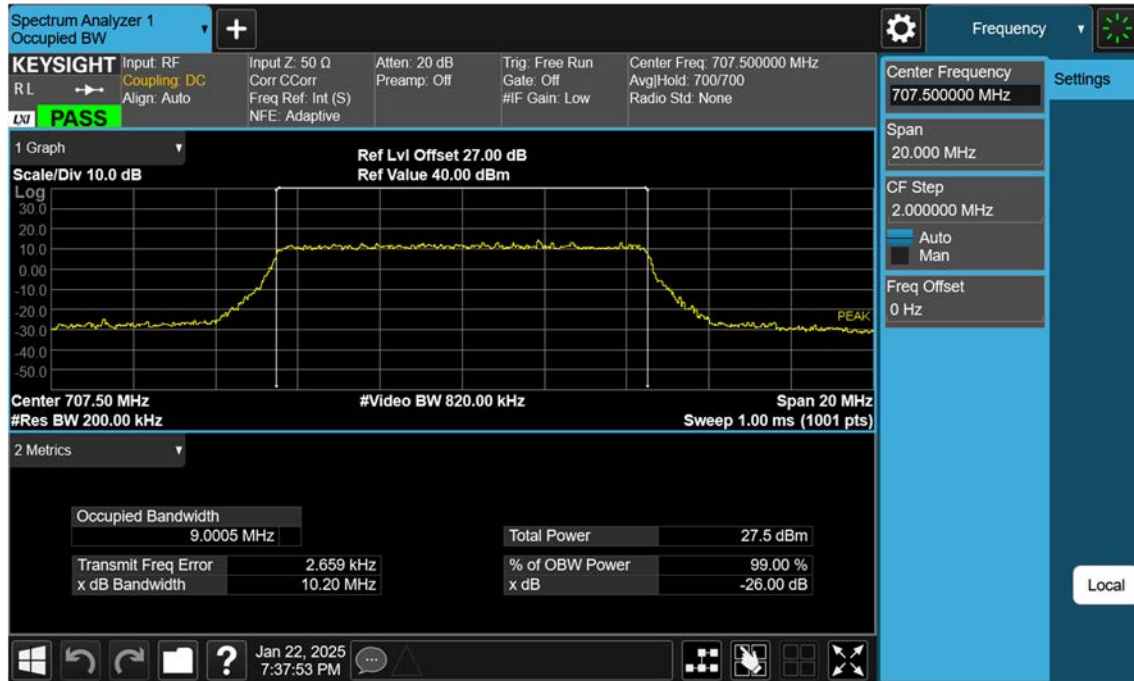 Spectrum Analyzer 1
Occupied BW
Frequency
KEYSIGHT
RL
LXI
PASS
Input: RF
Coupling: DC
Align: Auto
Input Z: 50 Ω
Corr CCorr
Freq Ref: Int (S)
NFE: Adaptive
Atten: 20 dB
Preamp: Off
Trig: Free Run
Gate: Off
#IF Gain: Low
Center Freq: 707.500000 MHz
Avg|Hold: 700/700
Radio Std: None
Center Frequency
707.500000 MHz
Settings
Span
20.000 MHz
CF Step
2.000000 MHz
Auto
Man
Freq Offset
0 Hz
Local
1 Graph
Scale/Div 10.0 dB
Ref Lvl Offset 27.00 dB
Ref Value 40.00 dBm
Log
30.0
20.0
10.0
0.00
-10.0
-20.0
-30.0
-40.0
-50.0
PEAK
Center 707.50 MHz
#Video BW 820.00 kHz
Span 20 MHz
#Res BW 200.00 kHz
Sweep 1.00 ms (1001 pts)
2 Metrics
Occupied Bandwidth
9.0005 MHz
Total Power 27.5 dBm
Transmit Freq Error 2.659 kHz
% of OBW Power 99.00 %
x dB Bandwidth 10.20 MHz
x dB -26.00 dB
Jan 22, 2025
7:37:53 PM